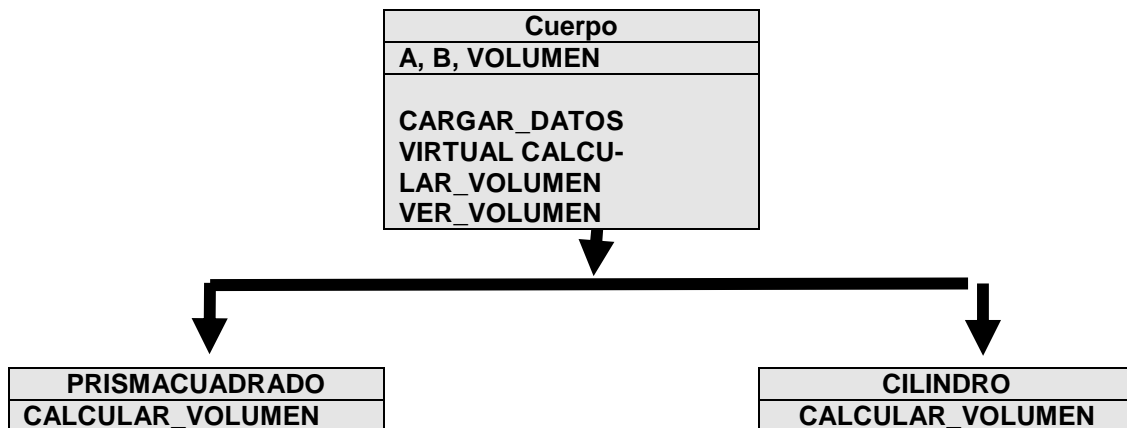 Cuerpo
A, B, VOLUMEN
CARGAR_DATOS
VIRTUAL CALCU-
LAR_VOLUMEN
VER_VOLUMEN
PRISMACUADRADO
CALCULAR_VOLUMEN
CILINDRO
CALCULAR_VOLUMEN